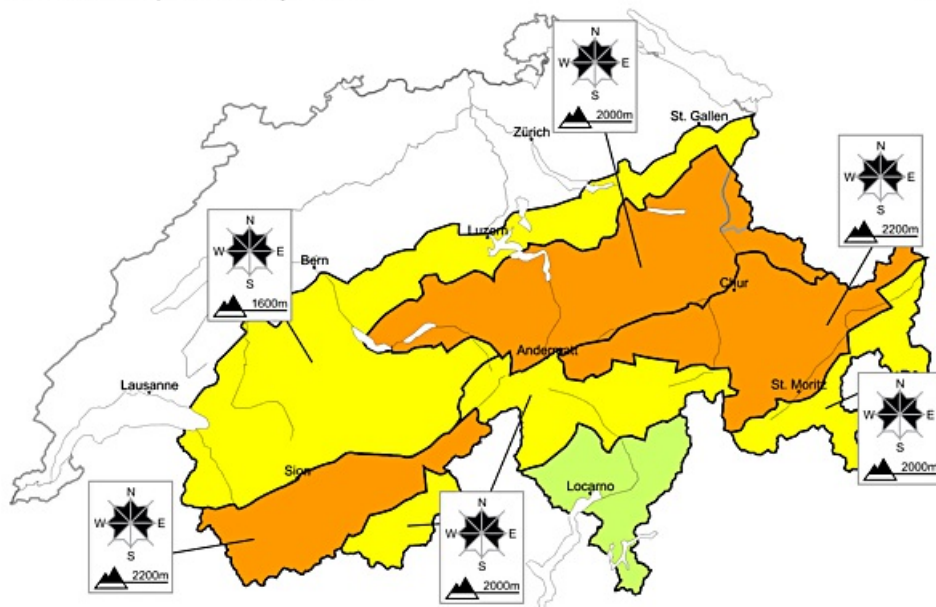 N
W E
S
2000m
St. Gallen
Zürich
N
W E
S
2200m
N
W E
S
1600m
Luzern
Bern
Chur
Andermatt
Lausanne
St. Moritz
N
W E
S
2000m
Sion
Locarno
N
W E
S
2200m
N
W E
S
2000m